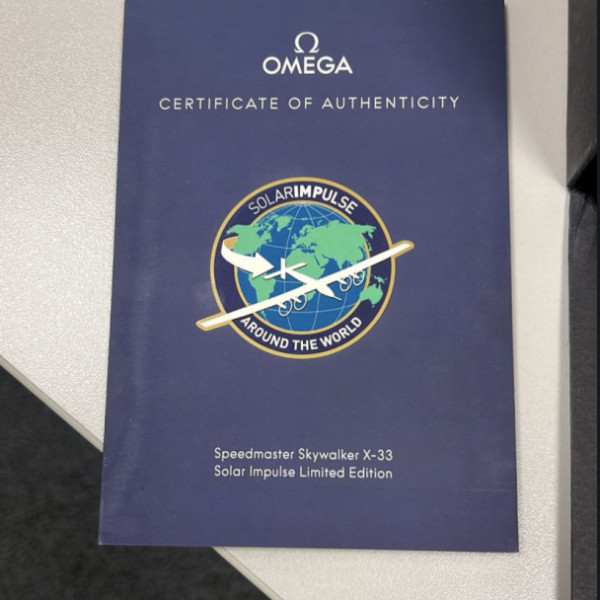 Ω
OMEGA
CERTIFICATE OF AUTHENTICITY
SOLARIMPULSE
AROUND THE WORLD
Speedmaster Skywalker X-33
Solar Impulse Limited Edition